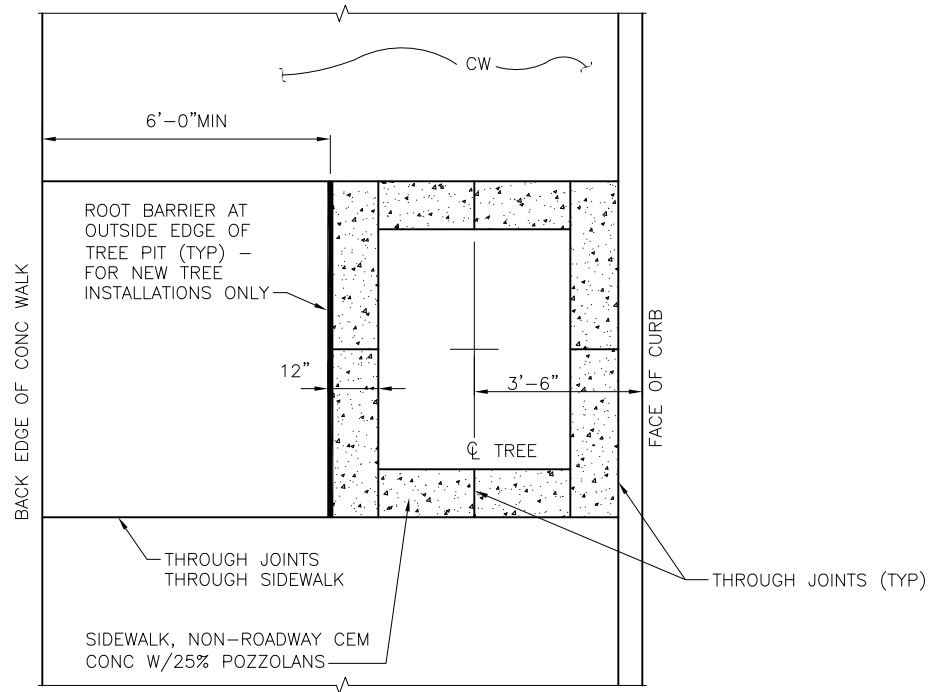 CW
6'-0"MIN
ROOT BARRIER AT
OUTSIDE EDGE OF
TREE PIT (TYP) –
FOR NEW TREE
INSTALLATIONS ONLY
BACK EDGE OF CONC WALK
12"
3'-6"
FACE OF CURB
℄ TREE
THROUGH JOINTS
THROUGH SIDEWALK
THROUGH JOINTS (TYP)
SIDEWALK, NON-ROADWAY CEM
CONC W/25% POZZOLANS